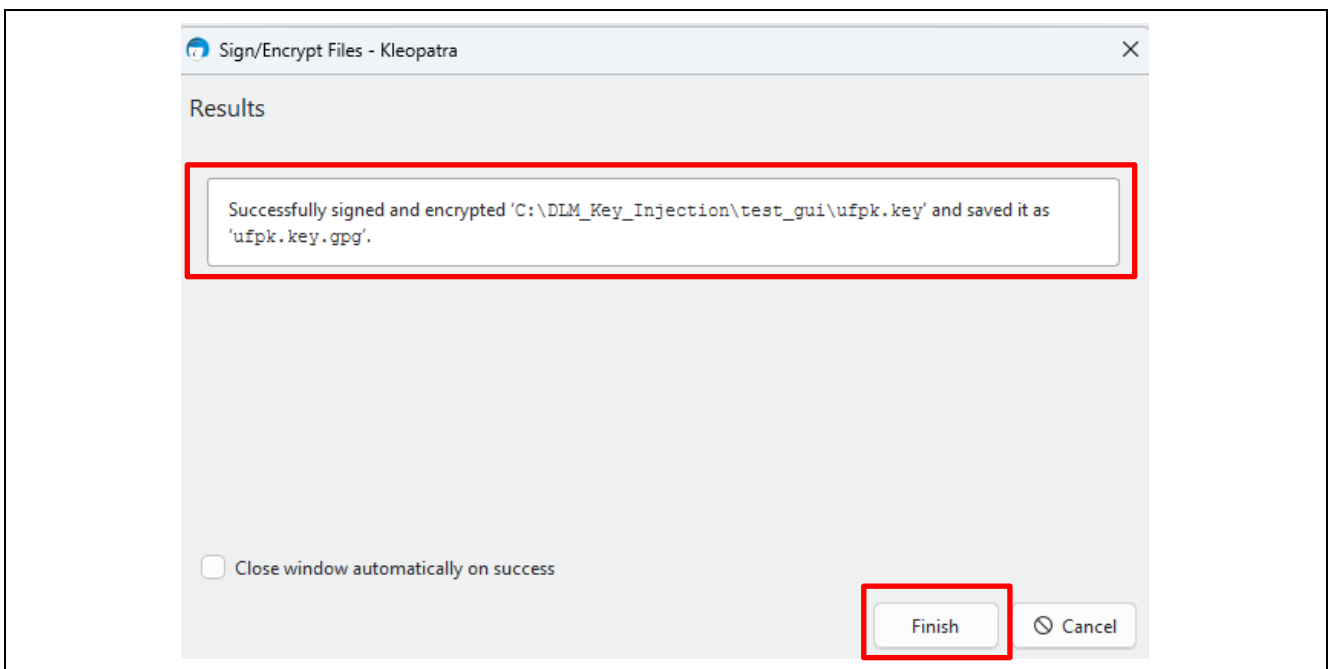 Sign/Encrypt Files - Kleopatra
Results
Successfully signed and encrypted ‘C:\DLM_Key_Injection\test_gui\ufpk.key’ and saved it as
‘ufpk.key.gpg’.
Close window automatically on success
Finish
Cancel